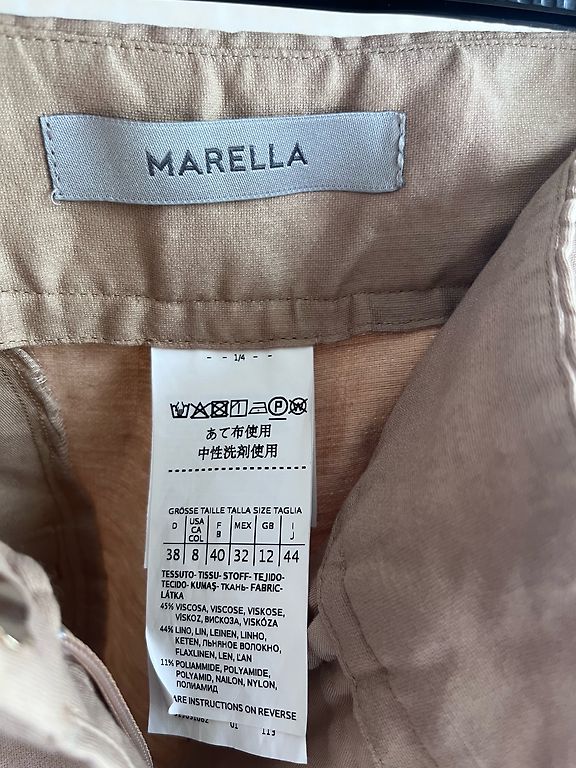 MARELLA
- - 1/4 - -
あて布使用
中性洗剤使用
GRÖSSE TAILLE TALLA SIZE TAGLIA
D USA CA COL F B MEX GB I J
38 8 40 32 12 44
TESSUTO- TISSU- STOFF- TEJIDO-
TECIDO- KUMAŞ- ТКАНЬ- FABRIC-
LÁTKA
45% VISCOSA, VISCOSE, VISKOSE,
VISKOZ, ВИСКОЗА, VISKÓZA
44% LINO, LIN, LEINEN, LINHO,
KETEN, ЛЬНЯНОЕ ВОЛОКНО,
FLAXLINEN, LEN, ĽAN
11% POLIAMMIDE, POLYAMIDE,
POLYAMID, NAILON, NYLON,
ПОЛИАМИД
ARE INSTRUCTIONS ON REVERSE
01 113